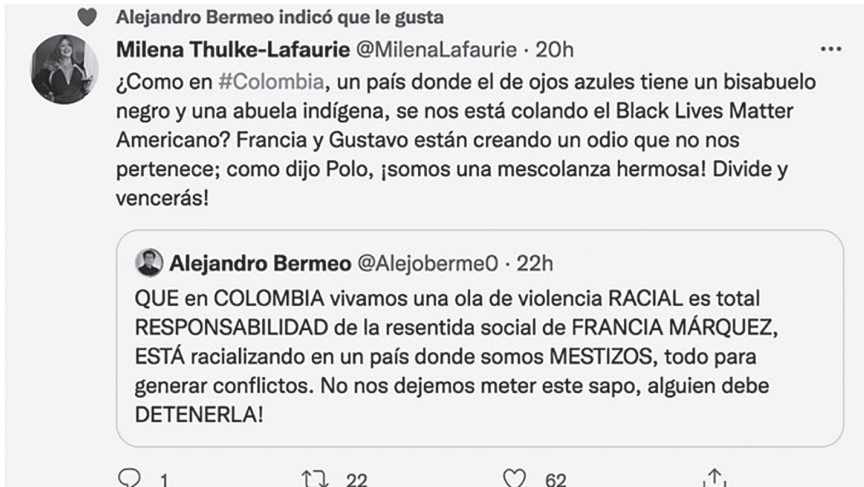 Alejandro Bermeo indicó que le gusta
Milena Thulke-Lafaurie @MilenaLafaurie · 20h
¿Como en #Colombia, un país donde el de ojos azules tiene un bisabuelo
negro y una abuela indígena, se nos está colando el Black Lives Matter
Americano? Francia y Gustavo están creando un odio que no nos
pertenece; como dijo Polo, ¡somos una mescolanza hermosa! Divide y
vencerás!
Alejandro Bermeo @Alejoberme0 · 22h
QUE en COLOMBIA vivamos una ola de violencia RACIAL es total
RESPONSABILIDAD de la resentida social de FRANCIA MÁRQUEZ,
ESTÁ racializando en un país donde somos MESTIZOS, todo para
generar conflictos. No nos dejemos meter este sapo, alguien debe
DETENERLA!
1 22 62